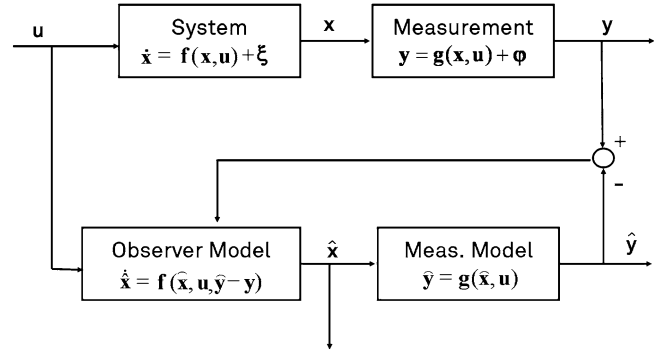 u
System
ẋ = f(x,u)+ξ
x
Measurement
y = g(x,u)+φ
y
+
-
Observer Model
x̂̇ = f(x̂, u,ŷ−y)
x̂
Meas. Model
ŷ = g(x̂, u)
ŷ